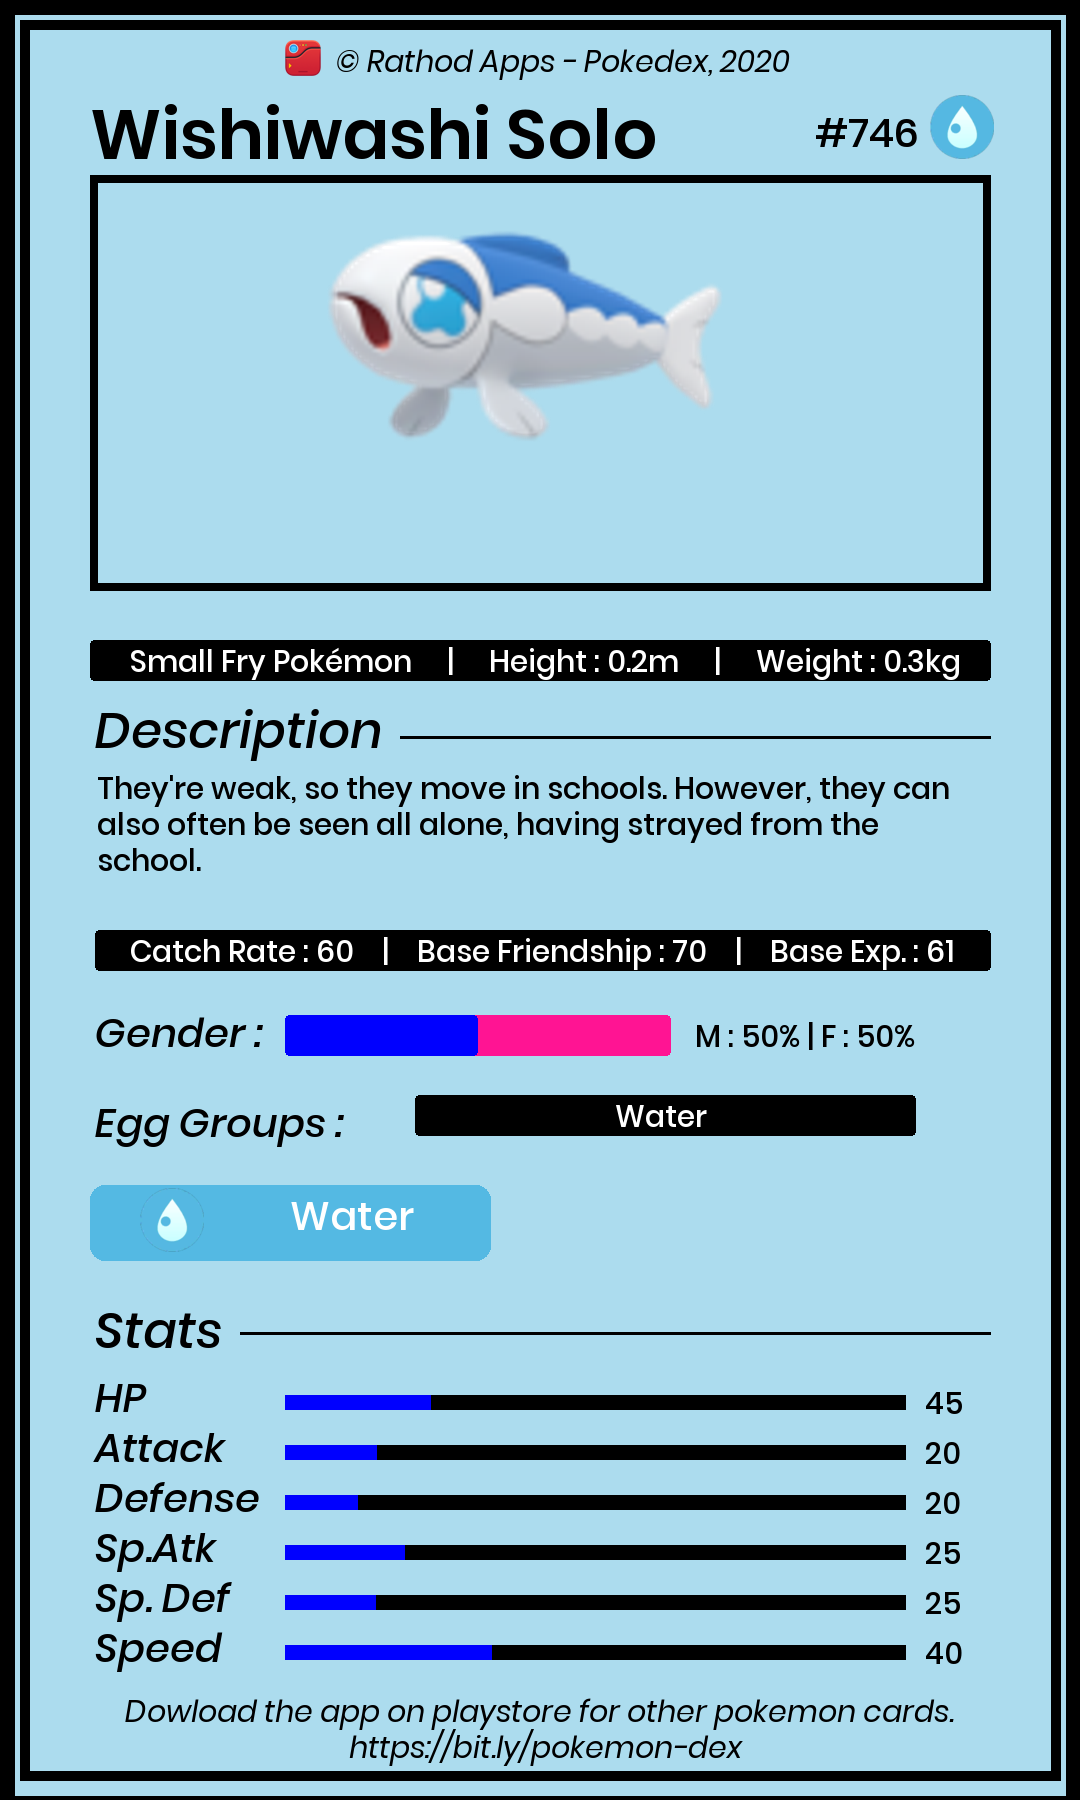 © Rathod Apps - Pokedex, 2020
Wishiwashi Solo #746
Small Fry Pokémon | Height : 0.2m | Weight : 0.3kg
Description
They're weak, so they move in schools. However, they can
also often be seen all alone, having strayed from the
school.
Catch Rate : 60 | Base Friendship : 70 | Base Exp. : 61
Gender : M : 50% | F : 50%
Egg Groups : Water
Water
Stats
HP 45
Attack 20
Defense 20
Sp.Atk 25
Sp. Def 25
Speed 40
Dowload the app on playstore for other pokemon cards.
https://bit.ly/pokemon-dex